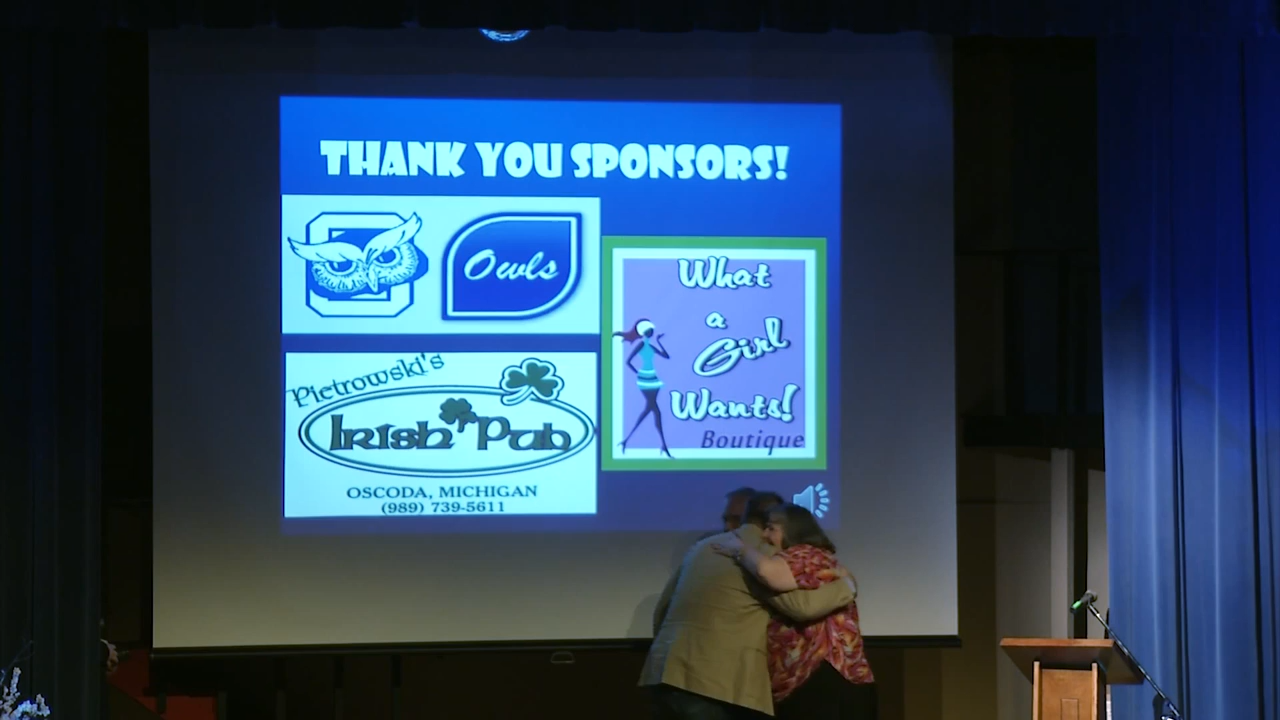 THANK YOU SPONSORS!
Owls
What
a
Girl
Wants!
Boutique
Pietrowski's
Irish Pub
OSCODA, MICHIGAN
(989) 739-5611